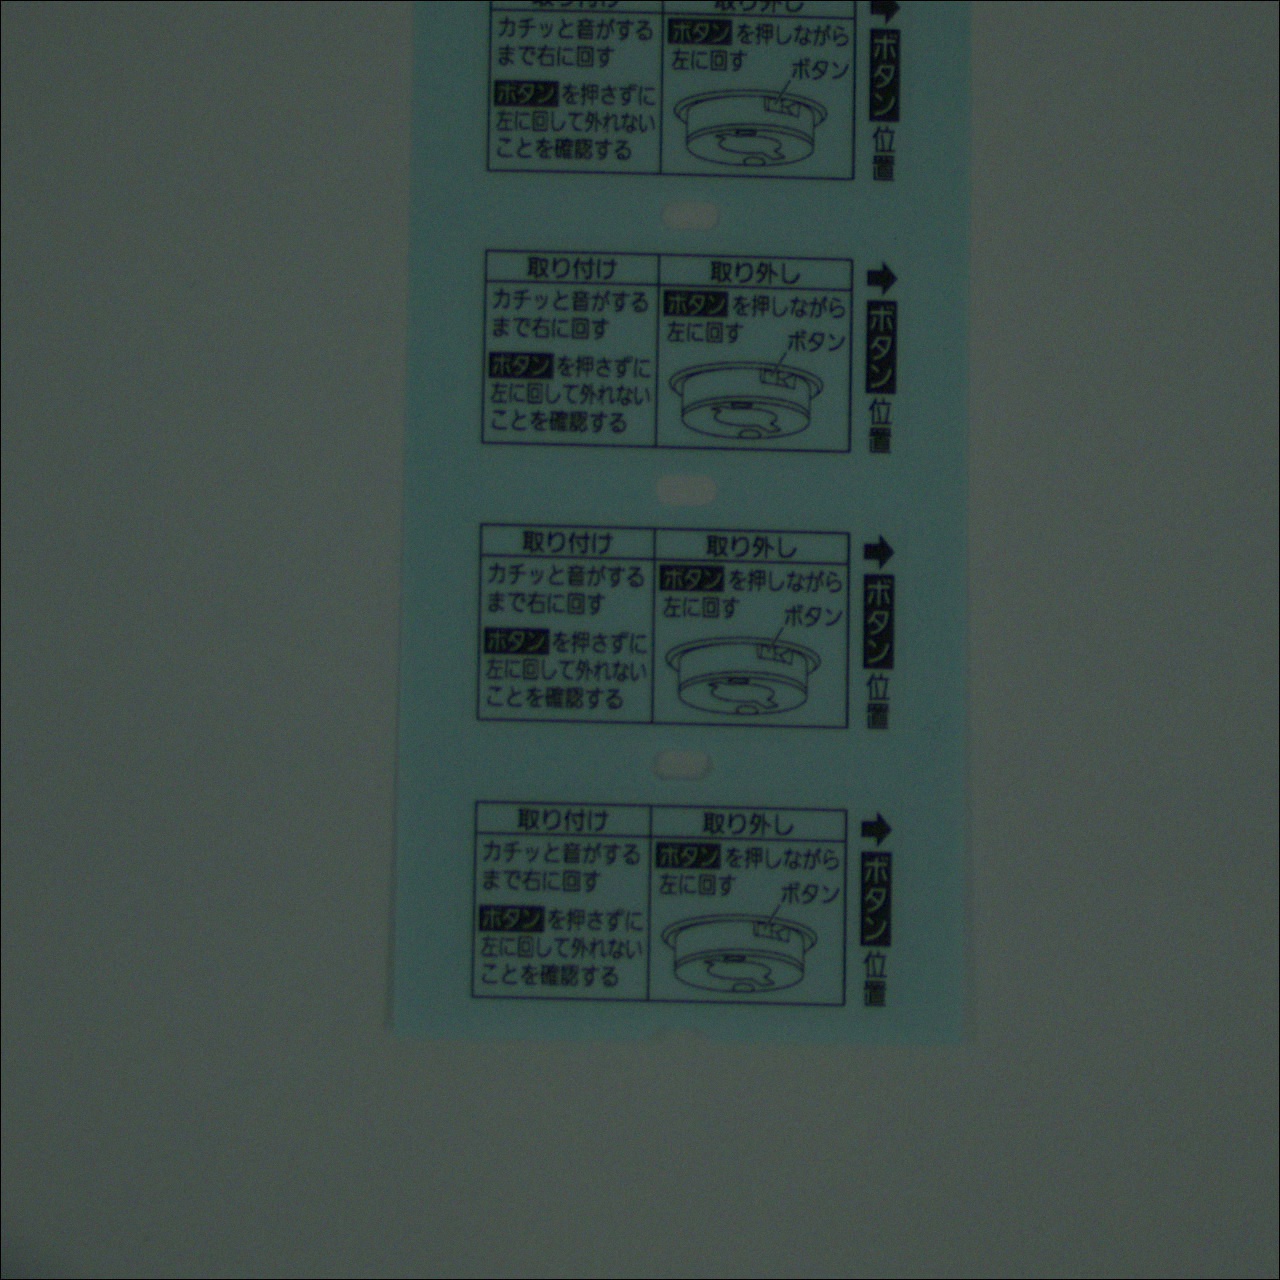 取り付け
取り外し
カチッと音がする
まで右に回す
ボタン を押さずに
左に回して外れない
ことを確認する
ボタン を押しながら
左に回す
ボタン
➡ボタン位置
取り付け
取り外し
カチッと音がする
まで右に回す
ボタン を押さずに
左に回して外れない
ことを確認する
ボタン を押しながら
左に回す
ボタン
➡ボタン位置
取り付け
取り外し
カチッと音がする
まで右に回す
ボタン を押さずに
左に回して外れない
ことを確認する
ボタン を押しながら
左に回す
ボタン
➡ボタン位置
取り付け
取り外し
カチッと音がする
まで右に回す
ボタン を押さずに
左に回して外れない
ことを確認する
ボタン を押しながら
左に回す
ボタン
➡ボタン位置